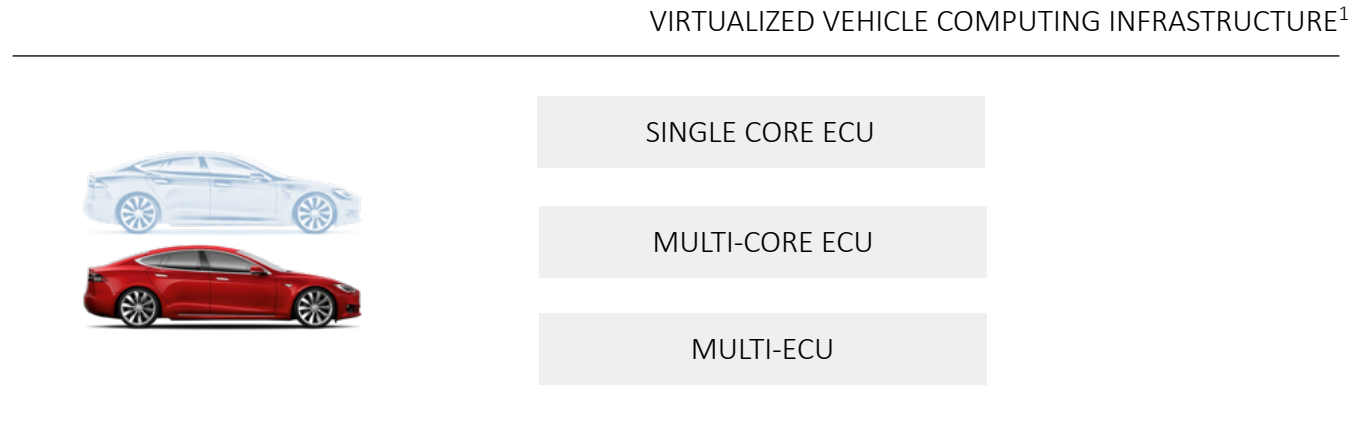 VIRTUALIZED VEHICLE COMPUTING INFRASTRUCTURE¹
SINGLE CORE ECU
MULTI-CORE ECU
MULTI-ECU